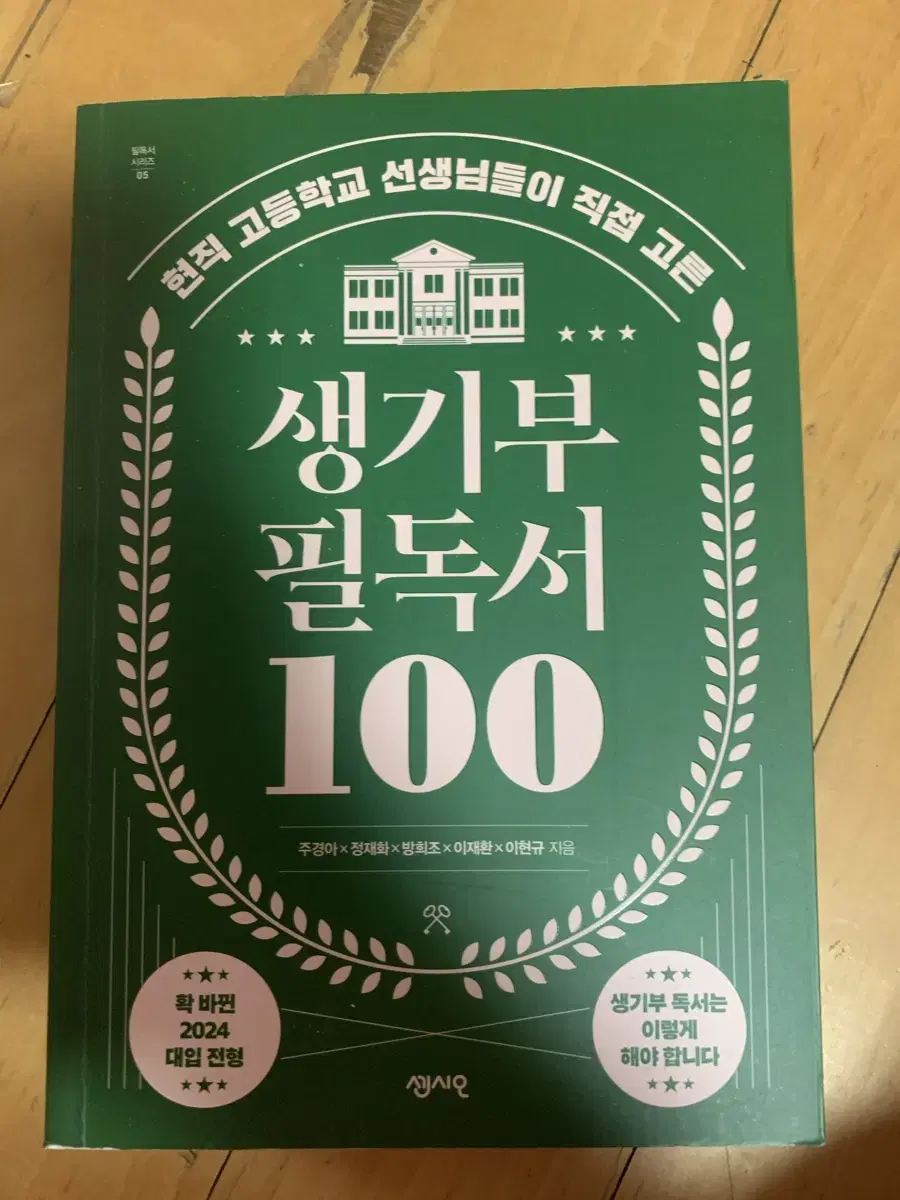 필독서
시리즈
05
현직 고등학교 선생님들이 직접 고른
생기부
필독서
100
주경아×정재화×방희조×이재환×이현규 지음
확 바뀐
2024
대입 전형
생기부 독서는
이렇게
해야 합니다
센시오